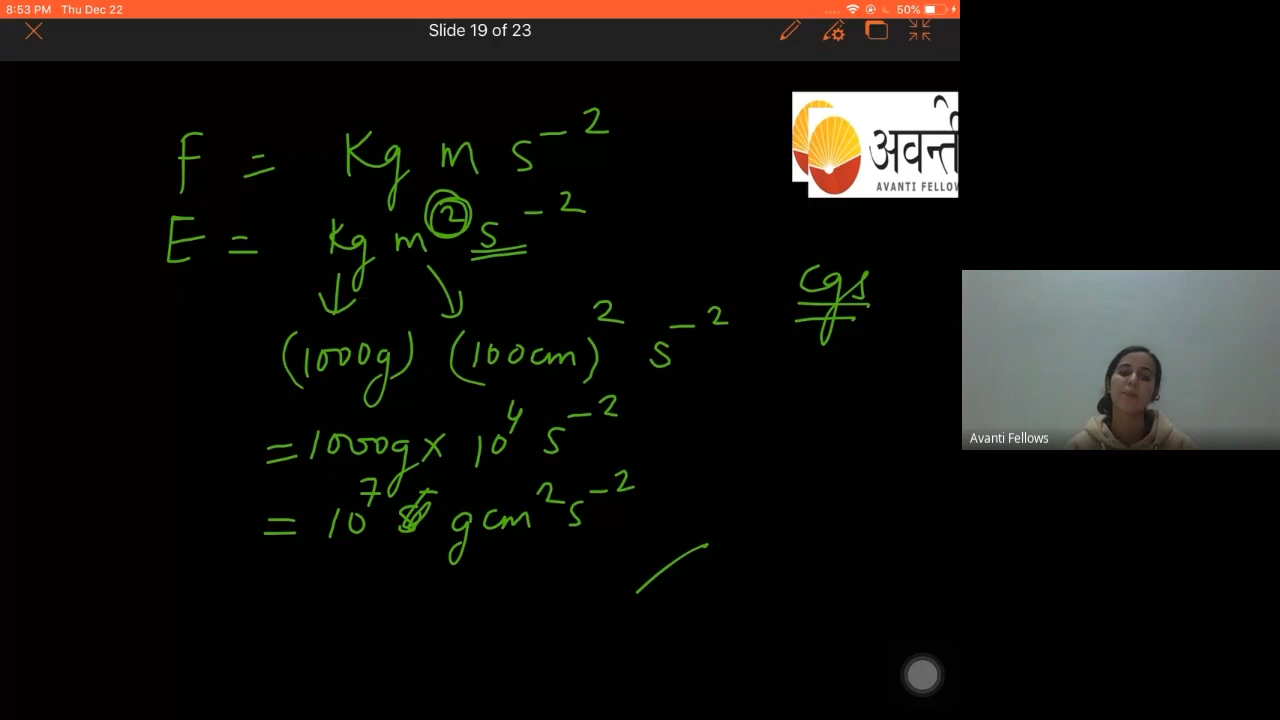 8:53 PM Thu Dec 22 50%
Slide 19 of 23
अवन्ती
AVANTI FELLOW
F = Kg m s⁻²
E = kg m² s⁻²
cgs
(1000g) (100cm)² s⁻²
= 1000g × 10⁴ s⁻²
= 10⁷ g cm² s⁻²
Avanti Fellows